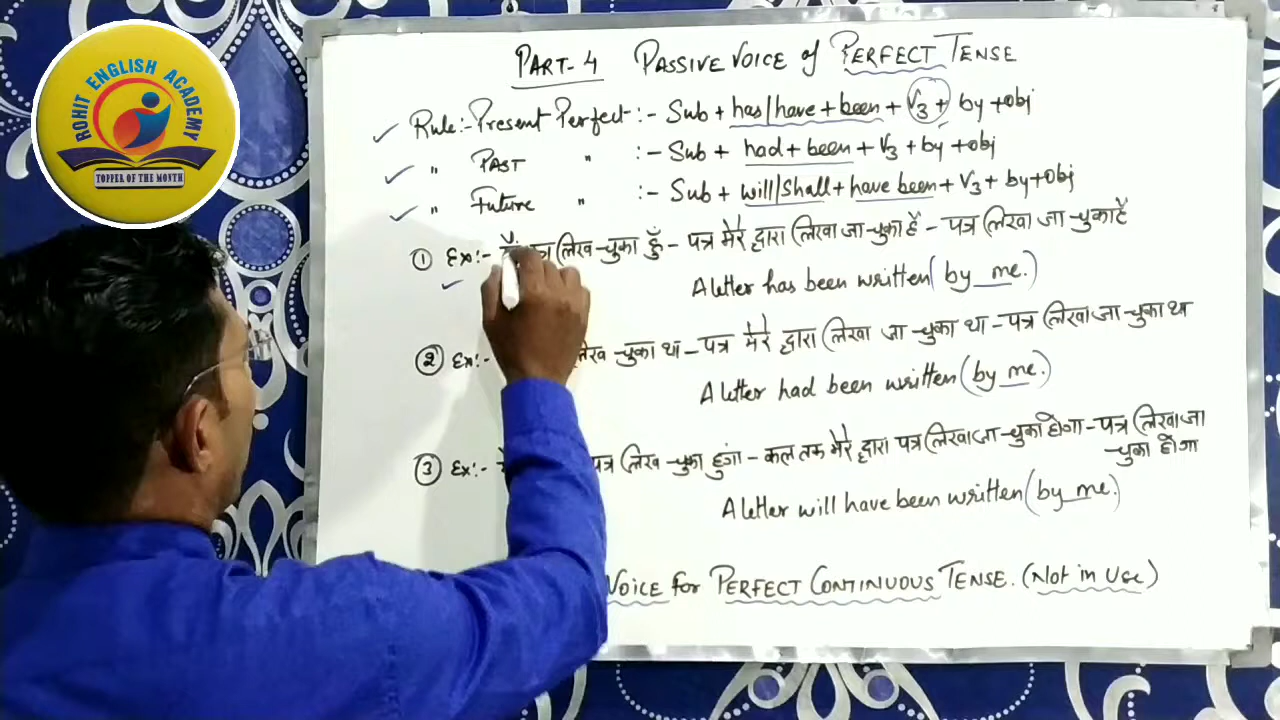 ROHIT ENGLISH ACADEMY
TOPPER OF THE MONTH
PART-4 PASSIVE VOICE of PERFECT TENSE
Rule:- Present Perfect :- Sub + has/have + been + V3 + by + obj
" PAST " :- Sub + had + been + V3 + by + obj
" Future " :- Sub + will/shall + have been + V3 + by + obj
① Ex:- पत्र लिख चुका हूँ - पत्र मेरे द्वारा लिखा जा चुका है - पत्र लिखा जा चुका है
A letter has been written (by me.)
② Ex:- लिख चुका था - पत्र मेरे द्वारा लिखा जा चुका था - पत्र लिखा जा चुका था
A letter had been written (by me.)
③ Ex:- पत्र लिख चुका हुंगा - कल तक मेरे द्वारा पत्र लिखा जा चुका होगा - पत्र लिखा जा
चुका होगा
A letter will have been written (by me.)
VOICE for PERFECT CONTINUOUS TENSE. (Not in Use)